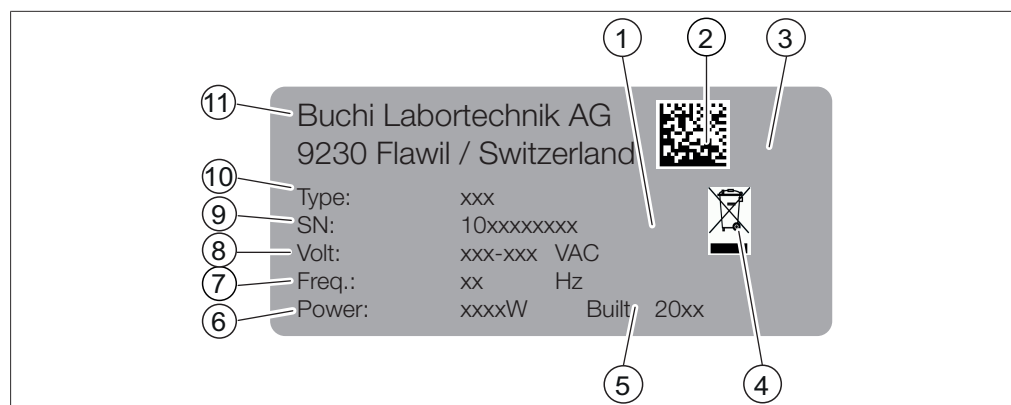 1 2 3
11 Buchi Labortechnik AG
9230 Flawil / Switzerland
10 Type: xxx
9 SN: 10xxxxxxxx
8 Volt: xxx-xxx VAC
7 Freq.: xx Hz
6 Power: xxxxW Built 20xx
5 4